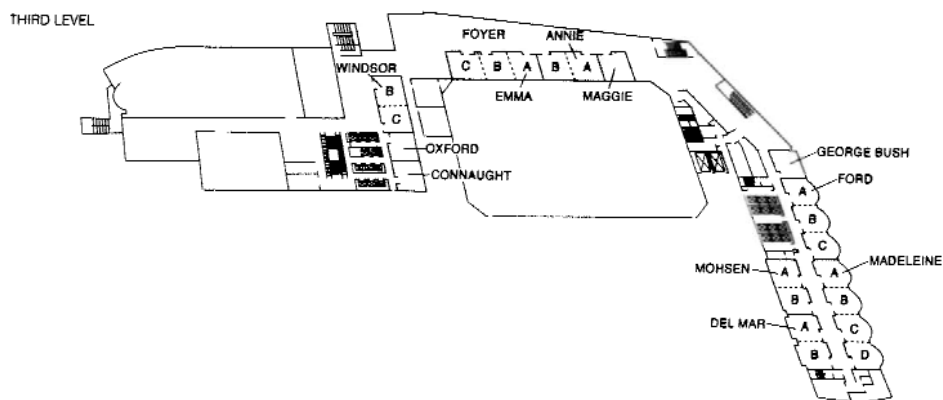 THIRD LEVEL
FOYER
ANNIE
WINDSOR
C B A B A
EMMA
MAGGIE
B
C
OXFORD
CONNAUGHT
GEORGE BUSH
A
FORD
B
C
MOHSEN
A
A
MADELEINE
B
B
DEL MAR
A
C
B
D